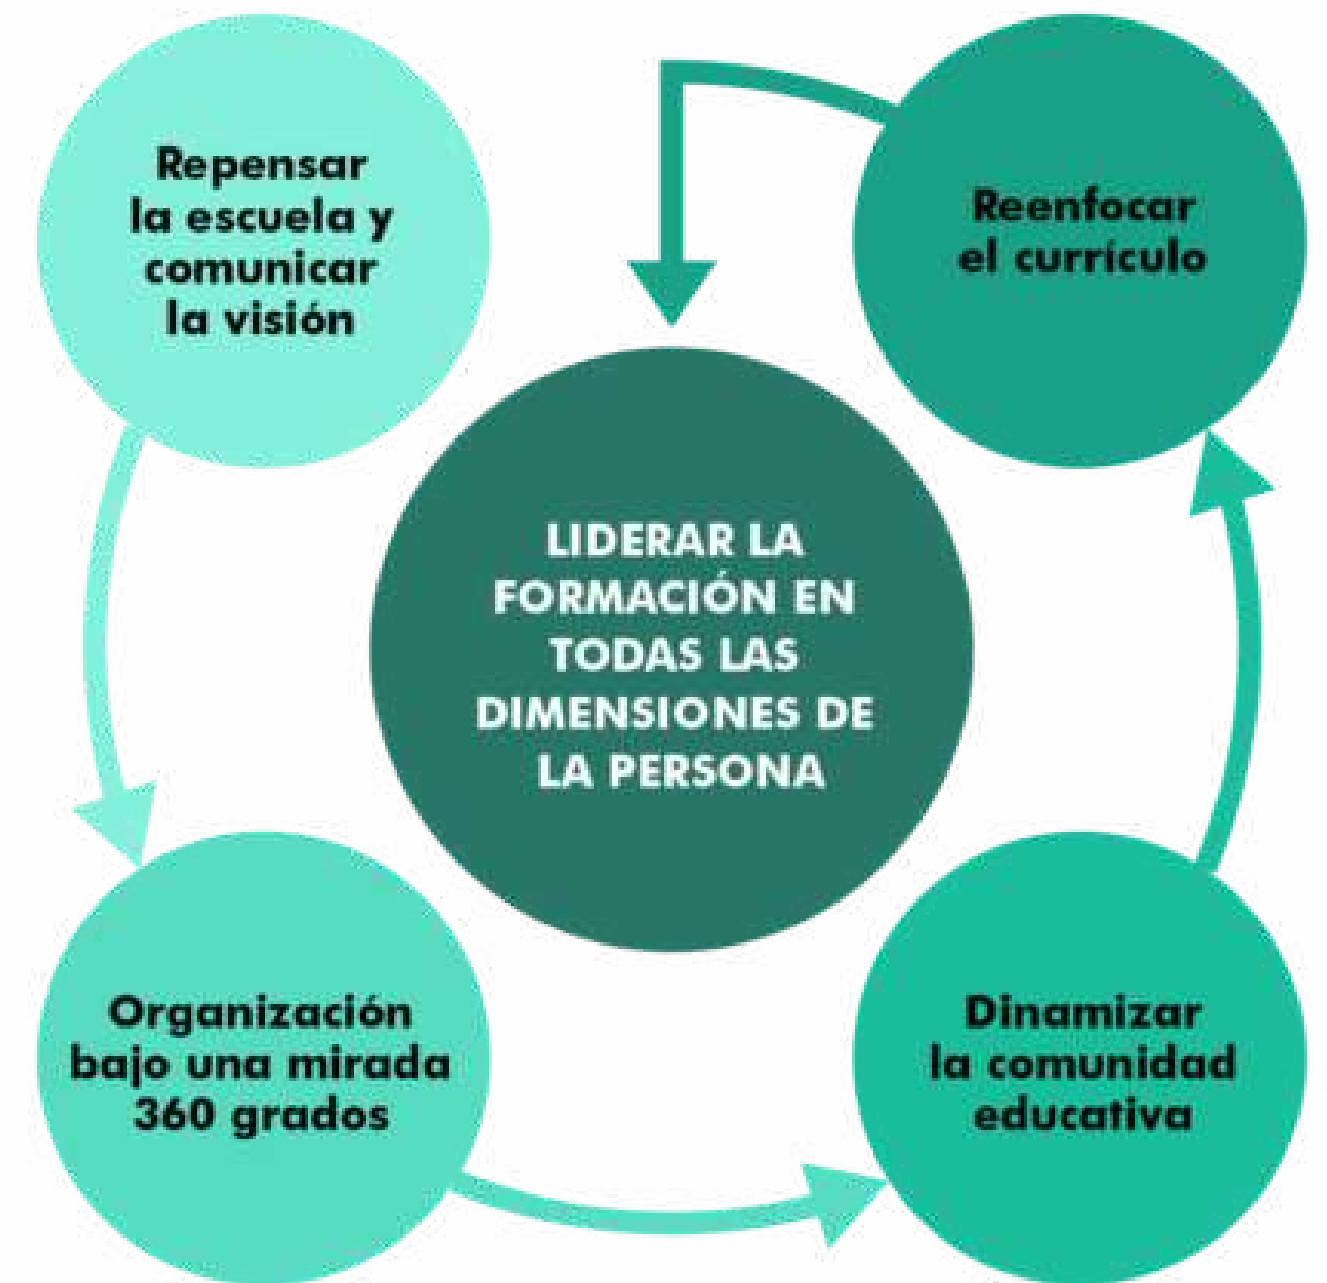 Repensar
la escuela y
comunicar
la visión
Reenfocar
el currículo
LIDERAR LA
FORMACIÓN EN
TODAS LAS
DIMENSIONES DE
LA PERSONA
Organización
bajo una mirada
360 grados
Dinamizar
la comunidad
educativa